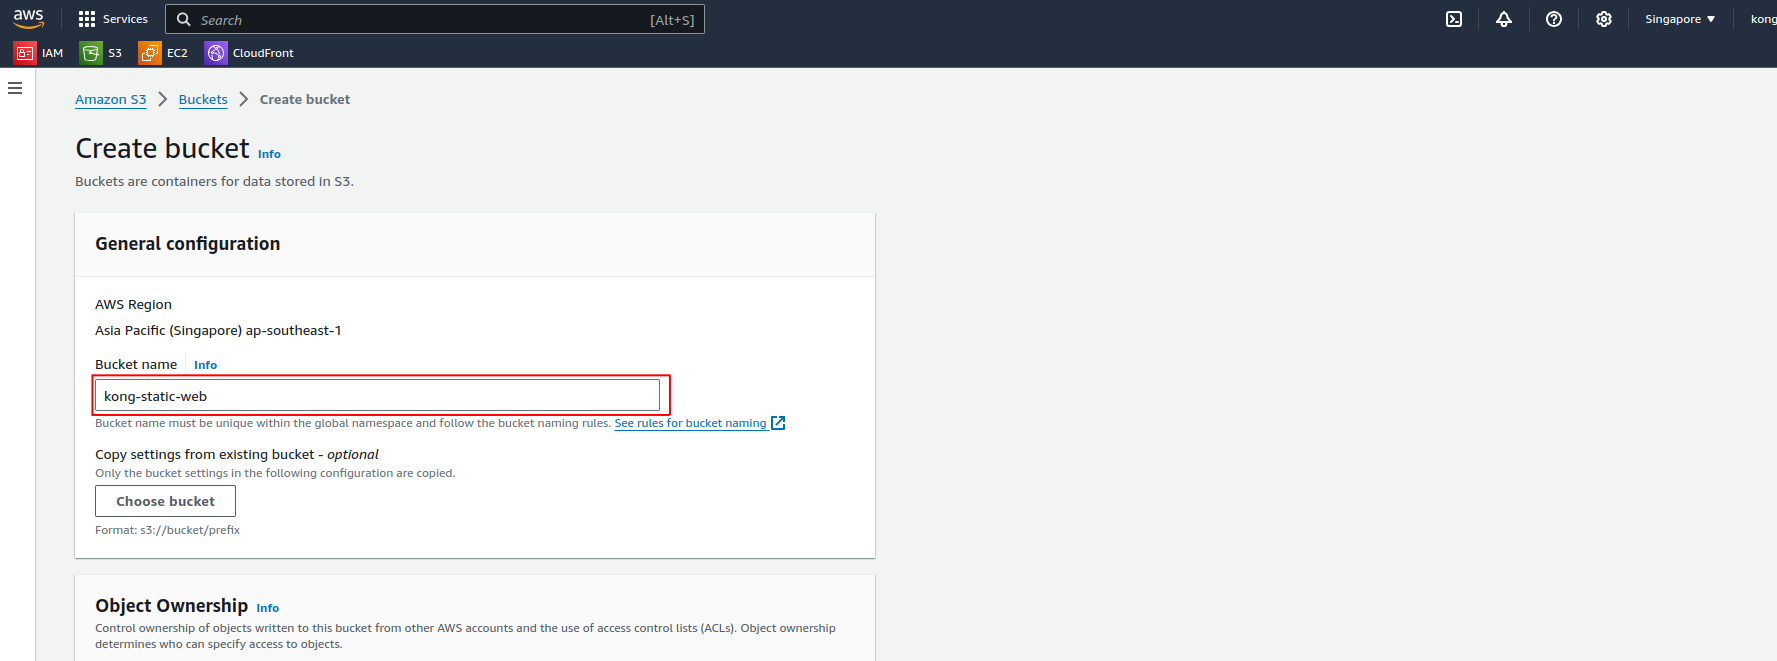 aws Services Search [Alt+S] Singapore kong
IAM S3 EC2 CloudFront
Amazon S3 Buckets Create bucket
Create bucket Info
Buckets are containers for data stored in S3.
General configuration
AWS Region
Asia Pacific (Singapore) ap-southeast-1
Bucket name Info
kong-static-web
Bucket name must be unique within the global namespace and follow the bucket naming rules. See rules for bucket naming
Copy settings from existing bucket - optional
Only the bucket settings in the following configuration are copied.
Choose bucket
Format: s3://bucket/prefix
Object Ownership Info
Control ownership of objects written to this bucket from other AWS accounts and the use of access control lists (ACLs). Object ownership
determines who can specify access to objects.